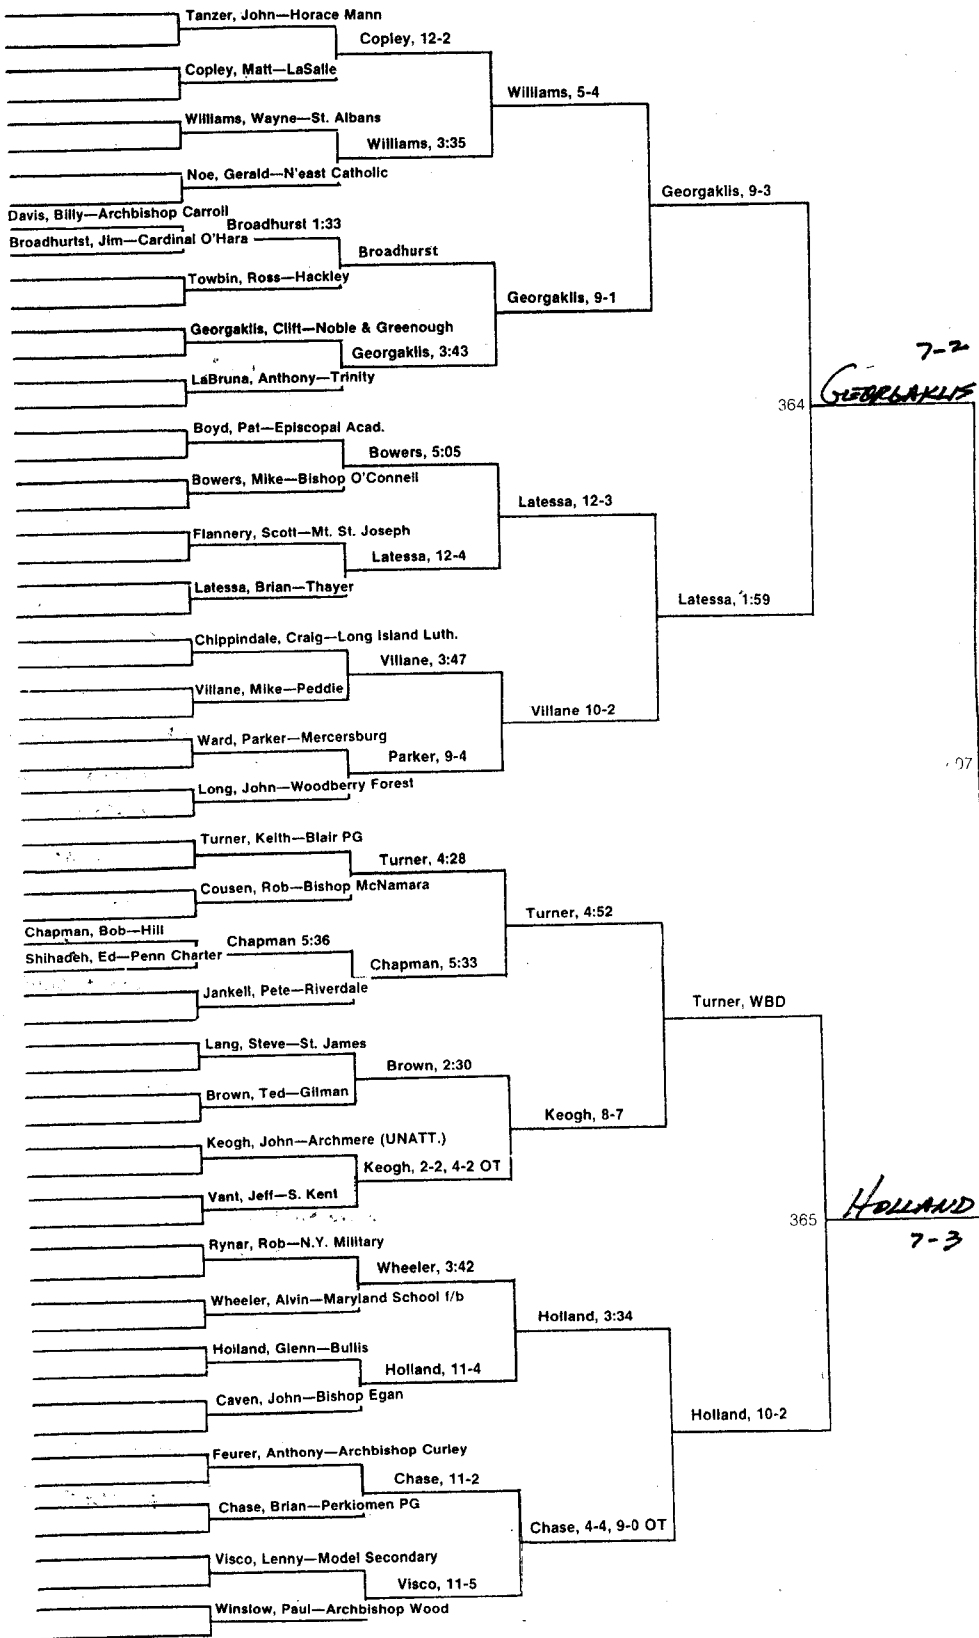 Tanzer, John—Horace Mann
Copley, 12-2
Copley, Matt—LaSalle
Williams, 5-4
Williams, Wayne—St. Albans
Williams, 3:35
Noe, Gerald—N'east Catholic
Georgaklis, 9-3
Davis, Billy—Archbishop Carroll
Broadhurst 1:33
Broadhurtst, Jim—Cardinal O'Hara
Broadhurst
Towbin, Ross—Hackley
Georgaklis, 9-1
Georgaklis, Clift—Noble & Greenough
Georgaklis, 3:43
7-2
LaBruna, Anthony—Trinity
364
GEORGAKLIS
Boyd, Pat—Episcopal Acad.
Bowers, 5:05
Bowers, Mike—Bishop O'Connell
Latessa, 12-3
Flannery, Scott—Mt. St. Joseph
Latessa, 12-4
Latessa, Brian—Thayer
Latessa, 1:59
Chippindale, Craig—Long Island Luth.
Villane, 3:47
Villane, Mike—Peddie
Villane 10-2
Ward, Parker—Mercersburg
Parker, 9-4
07
Long, John—Woodberry Forest
Turner, Keith—Blair PG
Turner, 4:28
Cousen, Rob—Bishop McNamara
Turner, 4:52
Chapman, Bob—Hill
Chapman 5:36
Shihadeh, Ed—Penn Charter
Chapman, 5:33
Jankell, Pete—Riverdale
Turner, WBD
Lang, Steve—St. James
Brown, 2:30
Brown, Ted—Gilman
Keogh, 8-7
Keogh, John—Archmere (UNATT.)
Keogh, 2-2, 4-2 OT
Vant, Jeff—S. Kent
HOLLAND
365
7-3
Rynar, Rob—N.Y. Military
Wheeler, 3:42
Wheeler, Alvin—Maryland School f/b
Holland, 3:34
Holland, Glenn—Bullis
Holland, 11-4
Caven, John—Bishop Egan
Holland, 10-2
Feurer, Anthony—Archbishop Curley
Chase, 11-2
Chase, Brian—Perkiomen PG
Chase, 4-4, 9-0 OT
Visco, Lenny—Model Secondary
Visco, 11-5
Winslow, Paul—Archbishop Wood